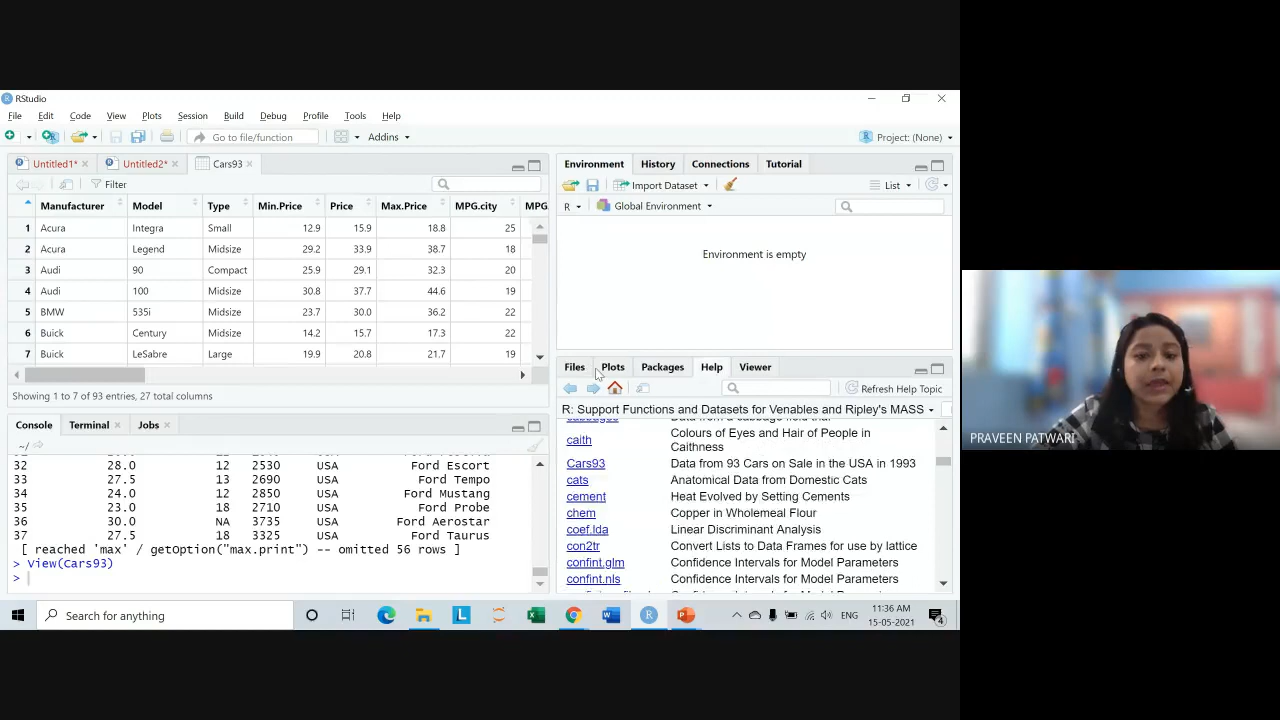 RStudio
File Edit Code View Plots Session Build Debug Profile Tools Help
Go to file/function Addins Project: (None)
Untitled1* Untitled2* Cars93
Filter
Manufacturer Model Type Min.Price Price Max.Price MPG.city MPG
1 Acura Integra Small 12.9 15.9 18.8 25
2 Acura Legend Midsize 29.2 33.9 38.7 18
3 Audi 90 Compact 25.9 29.1 32.3 20
4 Audi 100 Midsize 30.8 37.7 44.6 19
5 BMW 535i Midsize 23.7 30.0 36.2 22
6 Buick Century Midsize 14.2 15.7 17.3 22
7 Buick LeSabre Large 19.9 20.8 21.7 19
Showing 1 to 7 of 93 entries, 27 total columns
Console Terminal Jobs
~/
32 28.0 12 2530 USA Ford Escort
33 27.5 13 2690 USA Ford Tempo
34 24.0 12 2850 USA Ford Mustang
35 23.0 18 2710 USA Ford Probe
36 30.0 NA 3735 USA Ford Aerostar
37 27.5 18 3325 USA Ford Taurus
[ reached 'max' / getOption("max.print") -- omitted 56 rows ]
> View(Cars93)
>
Environment History Connections Tutorial
Import Dataset List
R Global Environment
Environment is empty
Files Plots Packages Help Viewer
Refresh Help Topic
R: Support Functions and Datasets for Venables and Ripley's MASS
caith Colours of Eyes and Hair of People in
Caithness
Cars93 Data from 93 Cars on Sale in the USA in 1993
cats Anatomical Data from Domestic Cats
cement Heat Evolved by Setting Cements
chem Copper in Wholemeal Flour
coef.lda Linear Discriminant Analysis
con2tr Convert Lists to Data Frames for use by lattice
confint.glm Confidence Intervals for Model Parameters
confint.nls Confidence Intervals for Model Parameters
PRAVEEN PATWARI
Search for anything
ENG
11:36 AM
15-05-2021
4